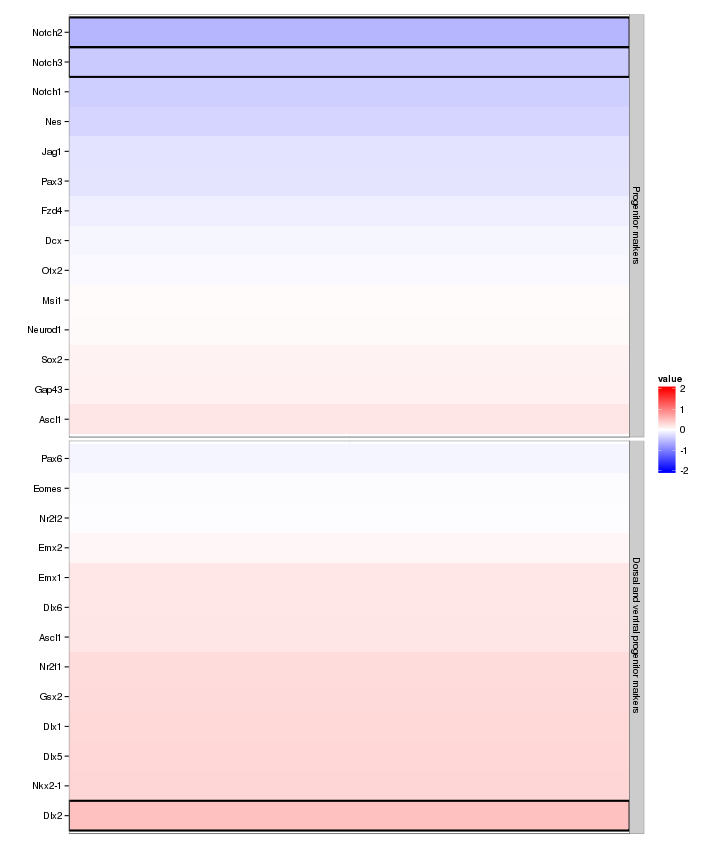 Notch2
Notch3
Notch1
Nes
Jag1
Pax3
Fzd4
Dcx
Otx2
Msi1
Neurod1
Sox2
Gap43
Ascl1
Progenitor markers
Pax6
Eomes
Nr2f2
Emx2
Emx1
Dlx6
Ascl1
Nr2f1
Gsx2
Dlx1
Dlx5
Nkx2-1
Dlx2
Dorsal and ventral progenitor markers
value
2
1
0
-1
-2